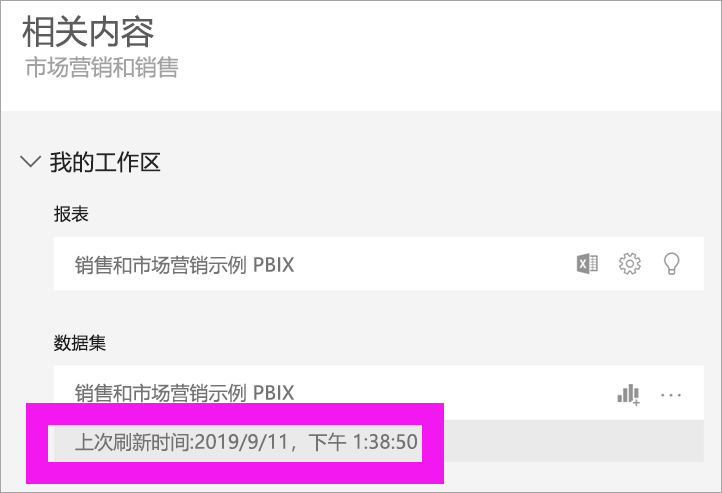 相关内容
市场营销和销售
我的工作区
报表
销售和市场营销示例 PBIX
数据集
销售和市场营销示例 PBIX
上次刷新时间:2019/9/11，下午 1:38:50